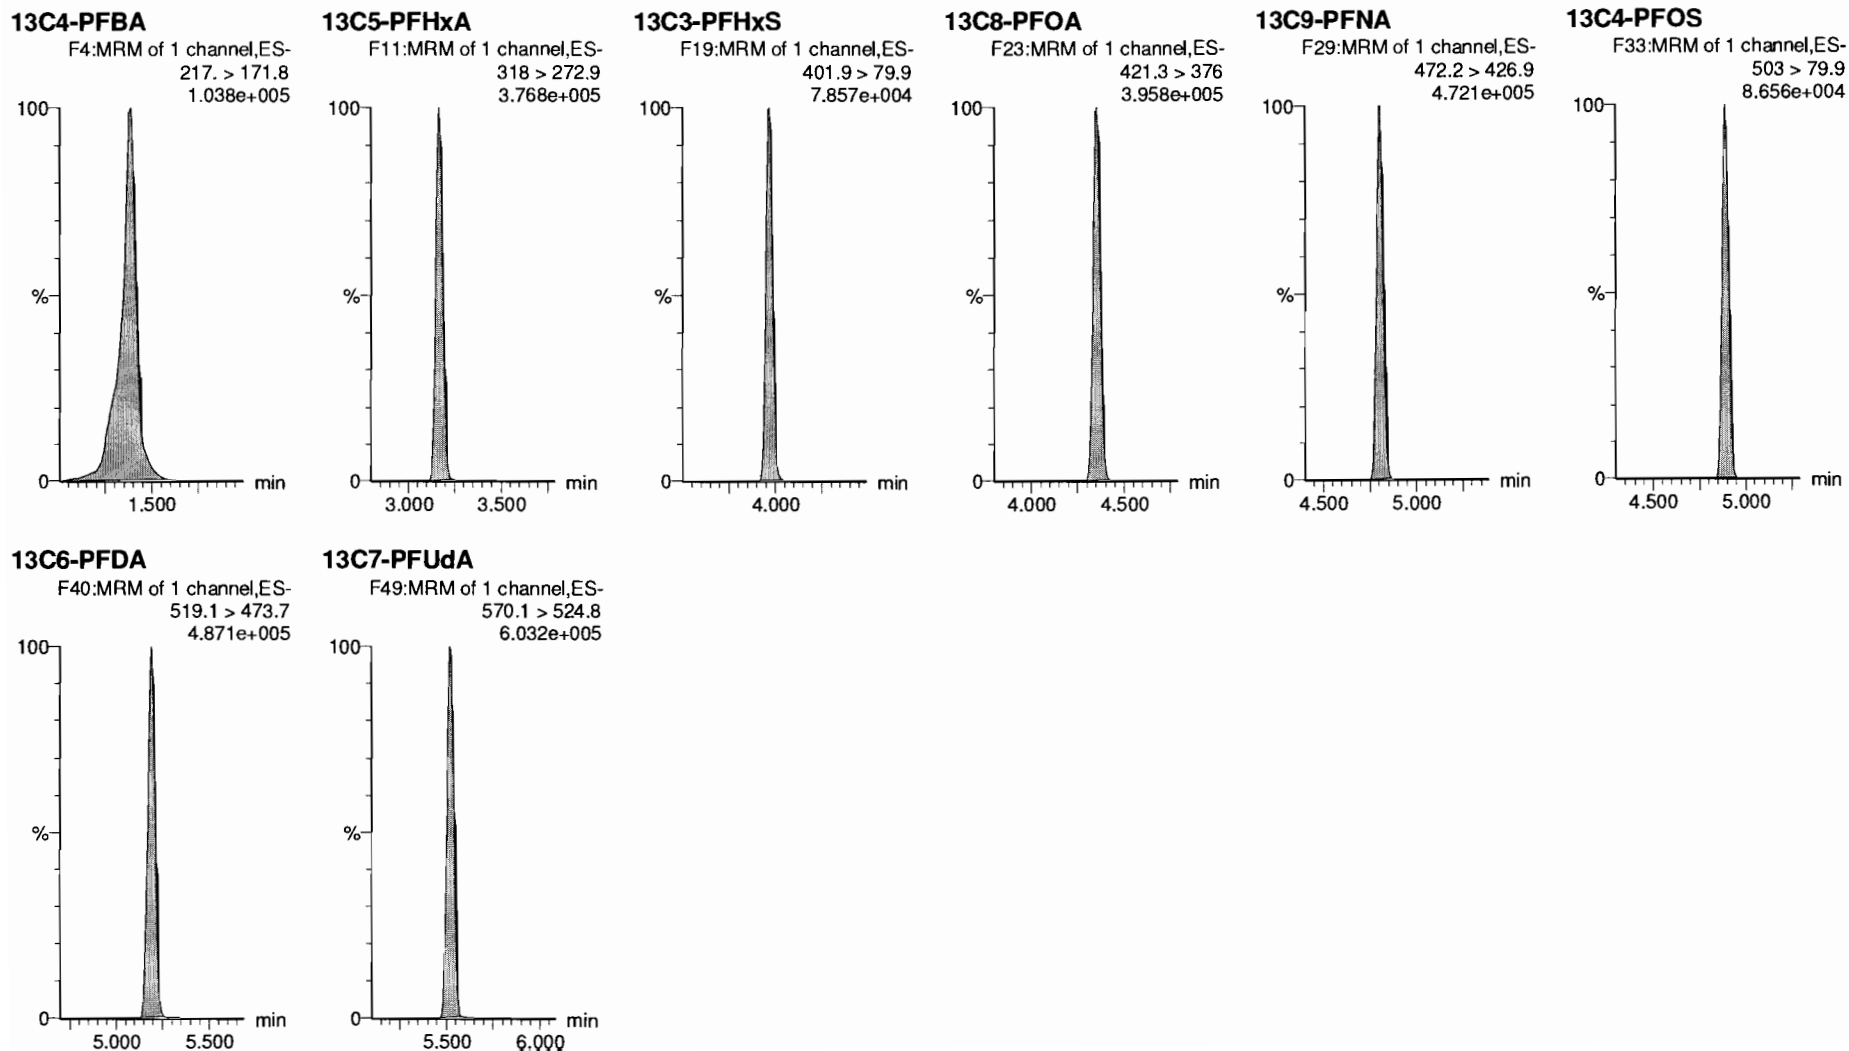 13C4-PFBA
F4:MRM of 1 channel,ES-
217. > 171.8
1.038e+005
100
%
0
min
1.500
13C5-PFHxA
F11:MRM of 1 channel,ES-
318 > 272.9
3.768e+005
100
%
0
min
3.000 3.500
13C3-PFHxS
F19:MRM of 1 channel,ES-
401.9 > 79.9
7.857e+004
100
%
0
min
4.000
13C8-PFOA
F23:MRM of 1 channel,ES-
421.3 > 376
3.958e+005
100
%
0
min
4.000 4.500
13C9-PFNA
F29:MRM of 1 channel,ES-
472.2 > 426.9
4.721e+005
100
%
0
min
4.500 5.000
13C4-PFOS
F33:MRM of 1 channel,ES-
503 > 79.9
8.656e+004
100
%
0
min
4.500 5.000
13C6-PFDA
F40:MRM of 1 channel,ES-
519.1 > 473.7
4.871e+005
100
%
0
min
5.000 5.500
13C7-PFUdA
F49:MRM of 1 channel,ES-
570.1 > 524.8
6.032e+005
100
%
0
min
5.500 6.000